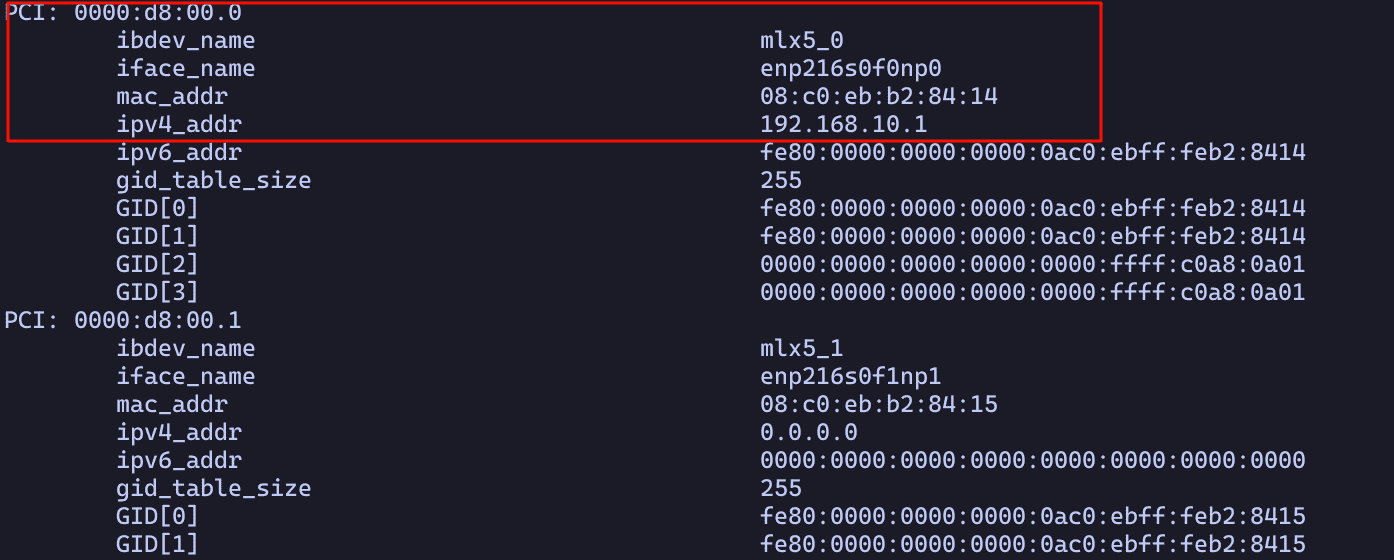 PCI: 0000:d8:00.0
ibdev_name mlx5_0
iface_name enp216s0f0np0
mac_addr 08:c0:eb:b2:84:14
ipv4_addr 192.168.10.1
ipv6_addr fe80:0000:0000:0000:0ac0:ebff:feb2:8414
gid_table_size 255
GID[0] fe80:0000:0000:0000:0ac0:ebff:feb2:8414
GID[1] fe80:0000:0000:0000:0ac0:ebff:feb2:8414
GID[2] 0000:0000:0000:0000:0000:ffff:c0a8:0a01
GID[3] 0000:0000:0000:0000:0000:ffff:c0a8:0a01
PCI: 0000:d8:00.1
ibdev_name mlx5_1
iface_name enp216s0f1np1
mac_addr 08:c0:eb:b2:84:15
ipv4_addr 0.0.0.0
ipv6_addr 0000:0000:0000:0000:0000:0000:0000:0000
gid_table_size 255
GID[0] fe80:0000:0000:0000:0ac0:ebff:feb2:8415
GID[1] fe80:0000:0000:0000:0ac0:ebff:feb2:8415